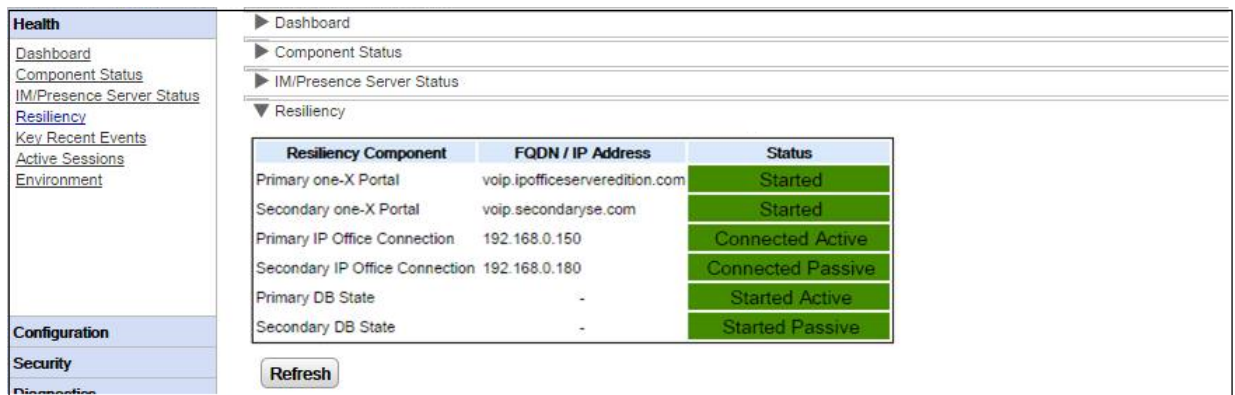 Health
Dashboard
Component Status
IM/Presence Server Status
Resiliency
Key Recent Events
Active Sessions
Environment
Configuration
Security
Diagnostics
Dashboard
Component Status
IM/Presence Server Status
Resiliency
Resiliency Component FQDN / IP Address Status
Primary one-X Portal voip.ipofficeserveredition.com Started
Secondary one-X Portal voip.secondaryse.com Started
Primary IP Office Connection 192.168.0.150 Connected Active
Secondary IP Office Connection 192.168.0.180 Connected Passive
Primary DB State - Started Active
Secondary DB State - Started Passive
Refresh